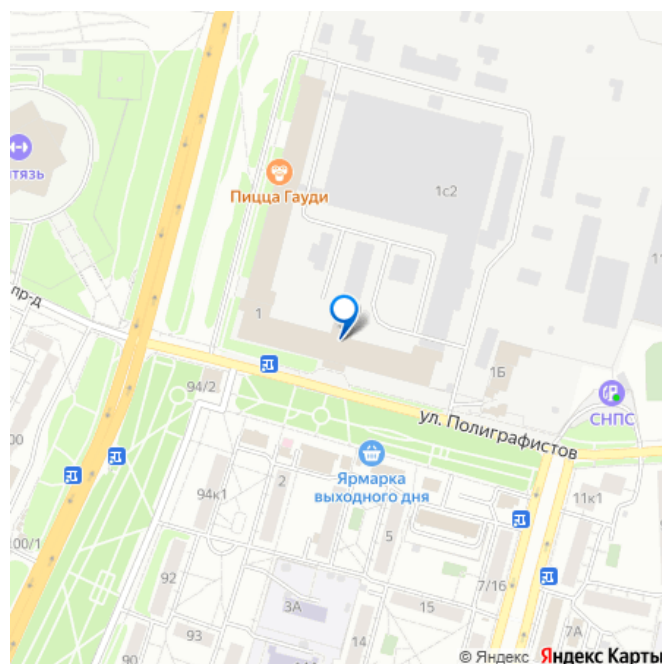 тязь
Пицца Гауди
1с2
пр-д
1
1Б
94/2
СНПС
ул. Полиграфистов
00
Ярмарка
выходного дня
94к1
2
11к1
5
00/1
92
7/16
3А
15
93
14
7А
90
© Яндекс Яндекс Карты